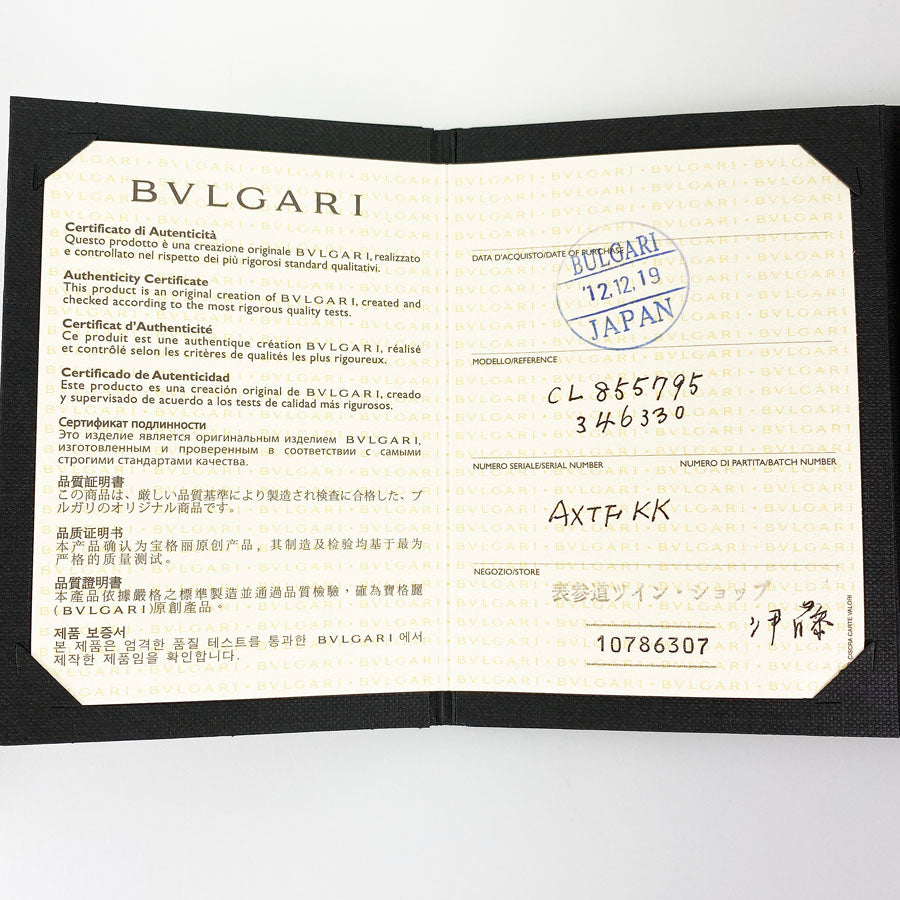 BVLGARI
Certificato di Autenticità
Questo prodotto è una creazione originale BVLGARI, realizzato
e controllato nel rispetto dei più rigorosi standard qualitativi.
Authenticity Certificate
This product is an original creation of BVLGARI, created and
checked according to the most rigorous quality tests.
Certificat d'Authenticité
Ce produit est une authentique création BVLGARI, réalisé
et contrôlé selon les critères de qualités les plus rigoureux.
Certificado de Autenticidad
Este producto es una creación original de BVLGARI, creado
y supervisado de acuerdo a los tests de calidad más rigurosos.
Сертификат подлинности
Это изделие является оригинальным изделием BVLGARI,
изготовленным и проверенным в соответствии с самыми
строгими стандартами качества.
品質証明書
この商品は、厳しい品質基準により製造され検査に合格した、ブ
ルガリのオリジナル商品です。
品质证明书
本产品确认为宝格丽原创产品，其制造及检验均基于最为
严格的质量测试。
品質證明書
本產品依據嚴格之標準製造並通過品質檢驗，確為寶格麗
(BVLGARI)原創產品。
제품 보증서
본 제품은 엄격한 품질 테스트를 통과한 BVLGARI 에서
제작한 제품임을 확인합니다.
DATA D'ACQUISTO/DATE OF PURCHASE
BULGARI
'12.12.19
JAPAN
MODELLO/REFERENCE
CL 855795
346330
NUMERO SERIALE/SERIAL NUMBER NUMERO DI PARTITA/BATCH NUMBER
AXTF KK
NEGOZIO/STORE
表参道ツイン・ショップ
10786307 伊藤